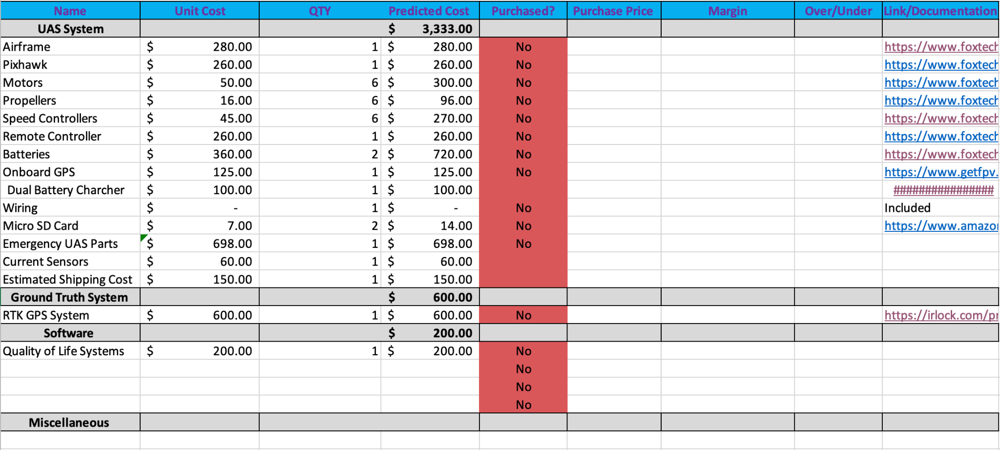 Name Unit Cost QTY Predicted Cost Purchased? Purchase Price Margin Over/Under Link/Documentation
UAS System $ 3,333.00
Airframe $ 280.00 1 $ 280.00 No https://www.foxtech
Pixhawk $ 260.00 1 $ 260.00 No https://www.foxtech
Motors $ 50.00 6 $ 300.00 No https://www.foxtech
Propellers $ 16.00 6 $ 96.00 No https://www.foxtech
Speed Controllers $ 45.00 6 $ 270.00 No https://www.foxtech
Remote Controller $ 260.00 1 $ 260.00 No https://www.foxtech
Batteries $ 360.00 2 $ 720.00 No https://www.foxtech
Onboard GPS $ 125.00 1 $ 125.00 No https://www.getfpv.
Dual Battery Charcher $ 100.00 1 $ 100.00 #################
Wiring $ - 1 $ - No Included
Micro SD Card $ 7.00 2 $ 14.00 No https://www.amazon
Emergency UAS Parts $ 698.00 1 $ 698.00 No
Current Sensors $ 60.00 1 $ 60.00
Estimated Shipping Cost $ 150.00 1 $ 150.00
Ground Truth System $ 600.00
RTK GPS System $ 600.00 1 $ 600.00 No https://irlock.com/pr
Software $ 200.00
Quality of Life Systems $ 200.00 1 $ 200.00 No
No
No
No
Miscellaneous